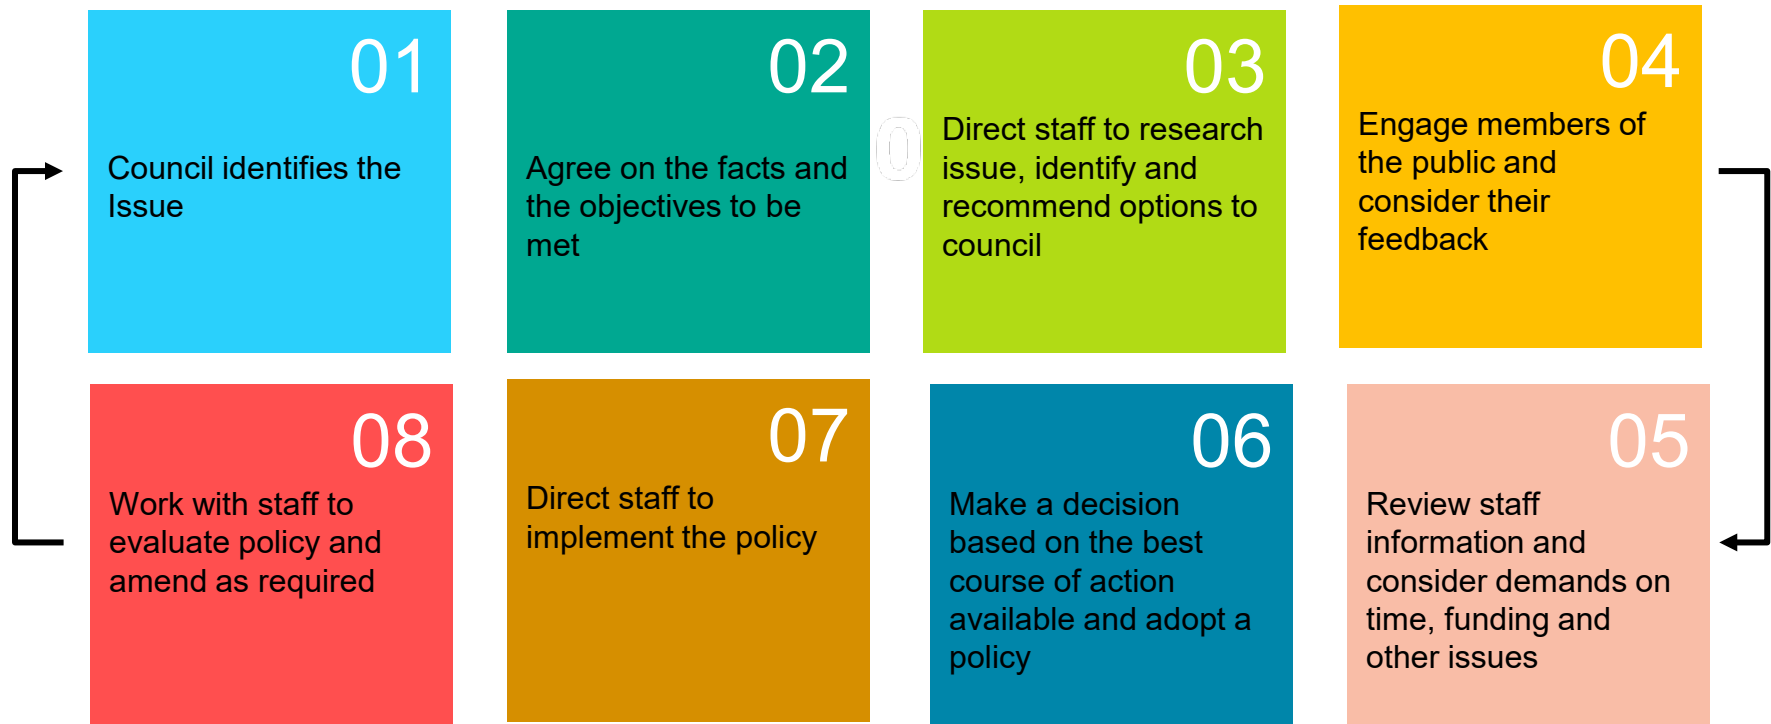 01
Council identifies the
Issue
02
Agree on the facts and
the objectives to be
met
0
03
Direct staff to research
issue, identify and
recommend options to
council
04
Engage members of
the public and
consider their
feedback
05
Review staff
information and
consider demands on
time, funding and
other issues
06
Make a decision
based on the best
course of action
available and adopt a
policy
07
Direct staff to
implement the policy
08
Work with staff to
evaluate policy and
amend as required